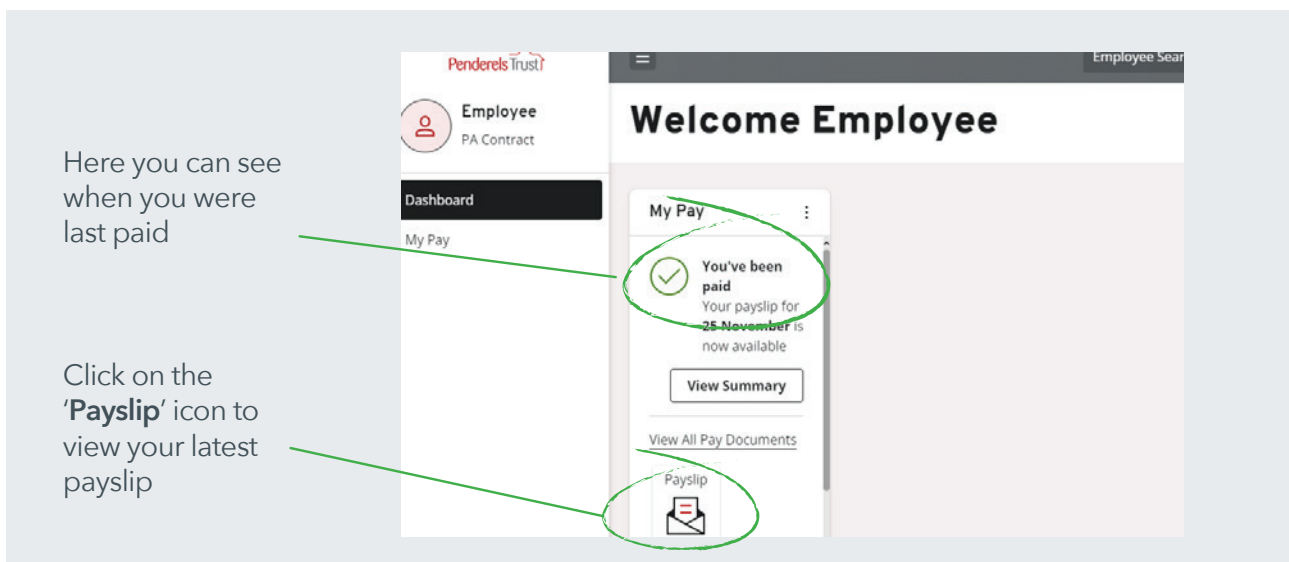 Here you can see
when you were
last paid
Click on the
‘Payslip’ icon to
view your latest
payslip
Penderels Trust
Employee
PA Contract
Dashboard
My Pay
Employee Sear
Welcome Employee
My Pay
You've been
paid
Your payslip for
25 November is
now available
View Summary
View All Pay Documents
Payslip